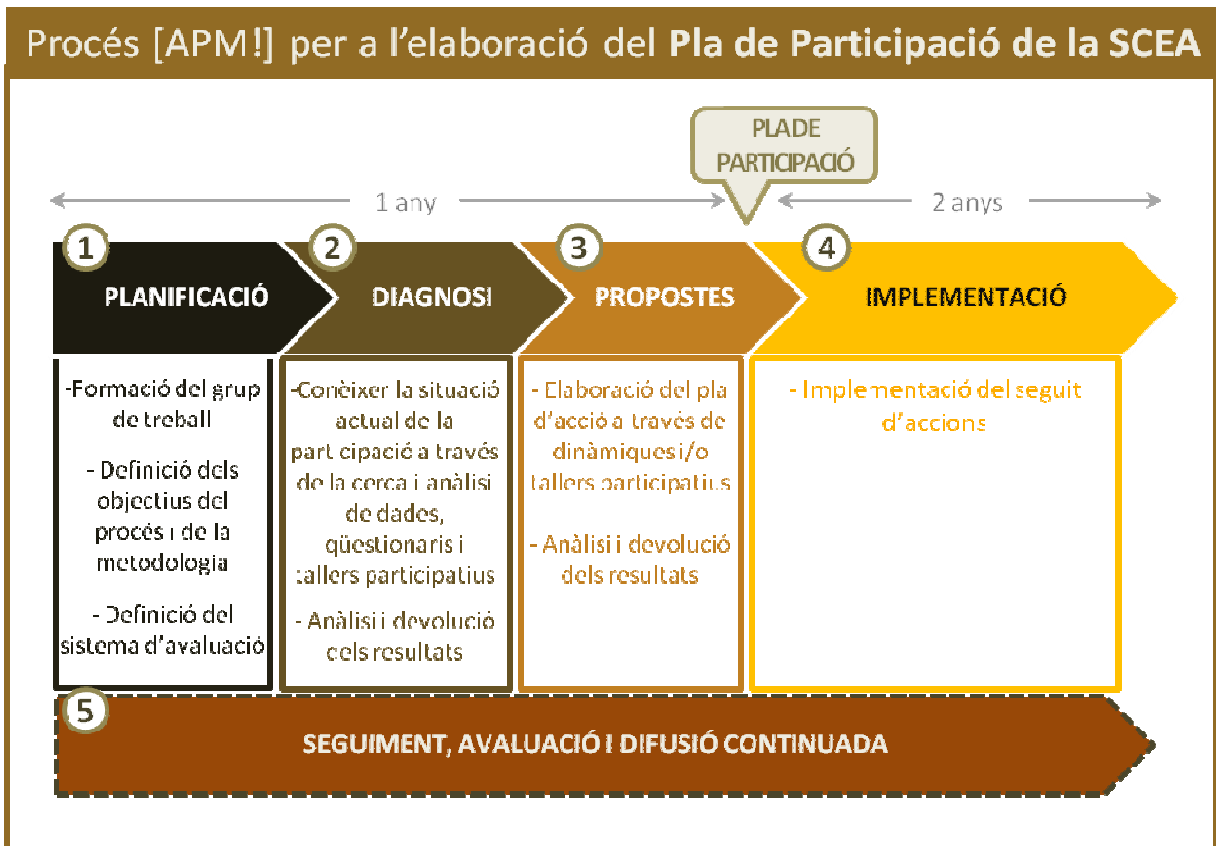 Procés [APM!] per a l'elaboració del Pla de Participació de la SCEA
PLA DE
PARTICIPACIÓ
1 any
2 anys
1
PLANIFICACIÓ
2
DIAGNOSI
3
PROPOSTES
4
IMPLEMENTACIÓ
-Formació del grup
de treball
- Definició dels
objectius del
procés i de la
metodologia
- Definició del
sistema d'avaluació
-Conèixer la situació
actual de la
participació a través
de la cerca i anàlisi
de dades,
qüestionaris i
tallers participatius
- Anàlisi i devolució
dels resultats
- Elaboració del pla
d'acció a través de
dinàmiques i/o
tallers participatius
- Anàlisi i devolució
dels resultats
- Implementació del seguit
d'accions
5
SEGUIMENT, AVALUACIÓ I DIFUSIÓ CONTINUADA